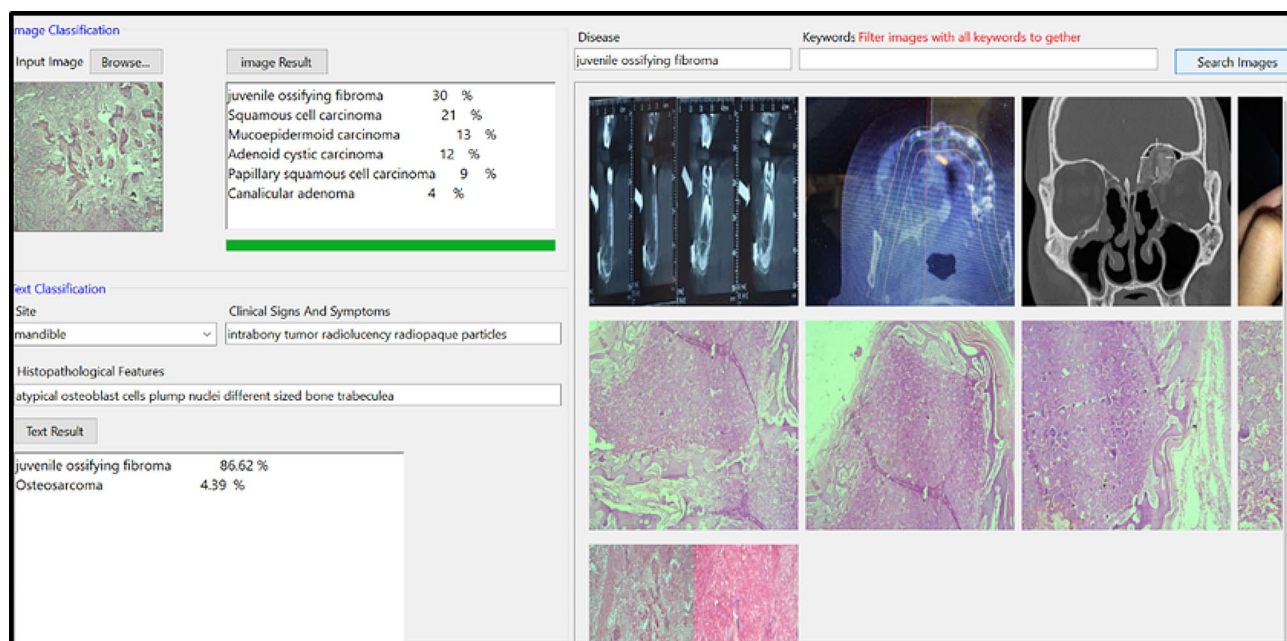 mage Classification
Input Image Browse...
image Result
juvenile ossifying fibroma 30 %
Squamous cell carcinoma 21 %
Mucoepidermoid carcinoma 13 %
Adenoid cystic carcinoma 12 %
Papillary squamous cell carcinoma 9 %
Canalicular adenoma 4 %
Text Classification
Site
mandible
Clinical Signs And Symptoms
intrabony tumor radiolucency radiopaque particles
Histopathological Features
atypical osteoblast cells plump nuclei different sized bone trabeculea
Text Result
juvenile ossifying fibroma 86.62 %
Osteosarcoma 4.39 %
Disease
juvenile ossifying fibroma
Keywords Filter images with all keywords to gether
Search Images